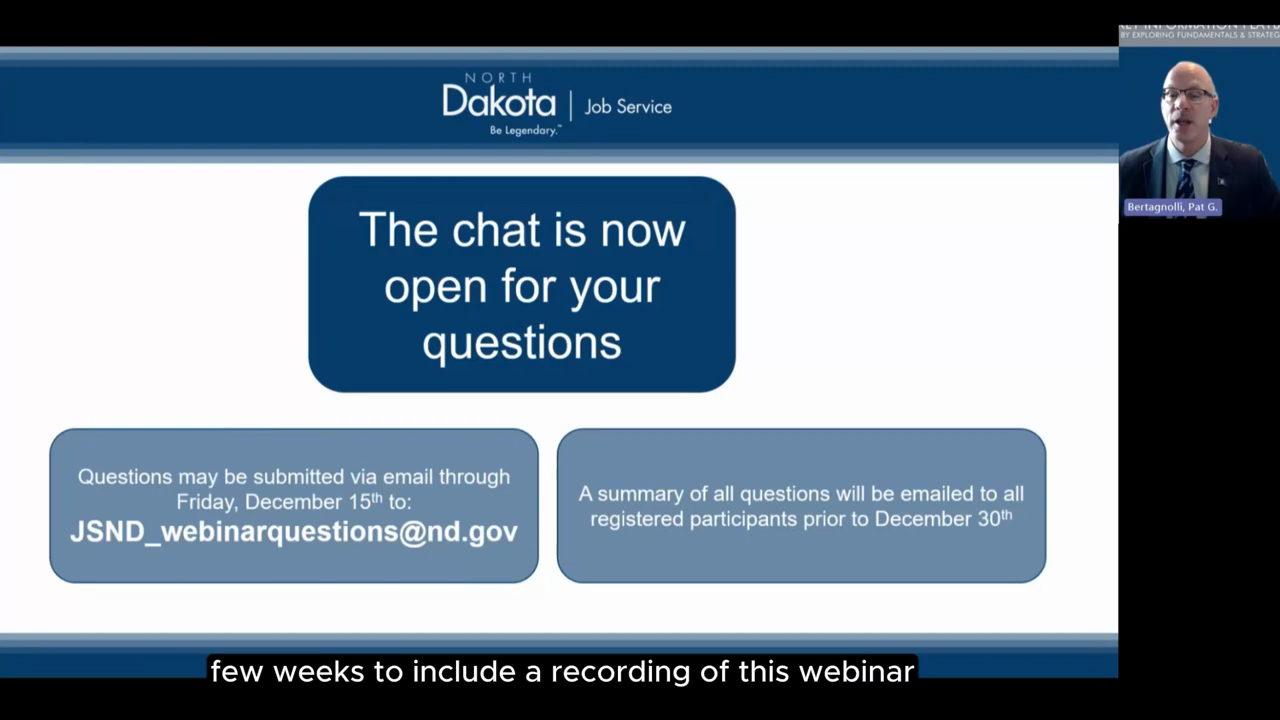 BY EXPLORING FUNDAMENTALS & STRATEG
NORTH
Dakota
Be Legendary.™
Job Service
Bertagnolli, Pat G.
The chat is now
open for your
questions
Questions may be submitted via email through
Friday, December 15th to:
JSND_webinarquestions@nd.gov
A summary of all questions will be emailed to all
registered participants prior to December 30th
few weeks to include a recording of this webinar